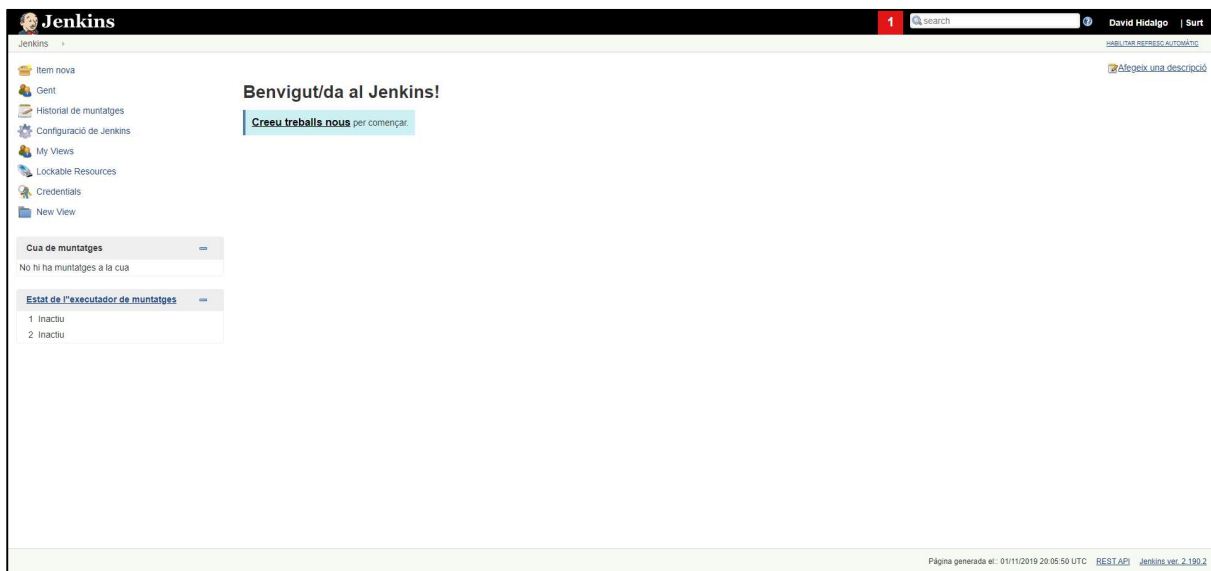 Jenkins
1
search
David Hidalgo | Surt
Jenkins
HABILITAR REFRESC AUTOMÀTIC
Item nova
Gent
Historial de muntatges
Configuració de Jenkins
My Views
Lockable Resources
Credentials
New View
Afegeix una descripció
Benvigut/da al Jenkins!
Creeu treballs nous per començar.
Cua de muntatges
No hi ha muntatges a la cua
Estat de l''executador de muntatges
1 Inactiu
2 Inactiu
Página generada el:: 01/11/2019 20:05:50 UTC REST API Jenkins ver. 2.190.2